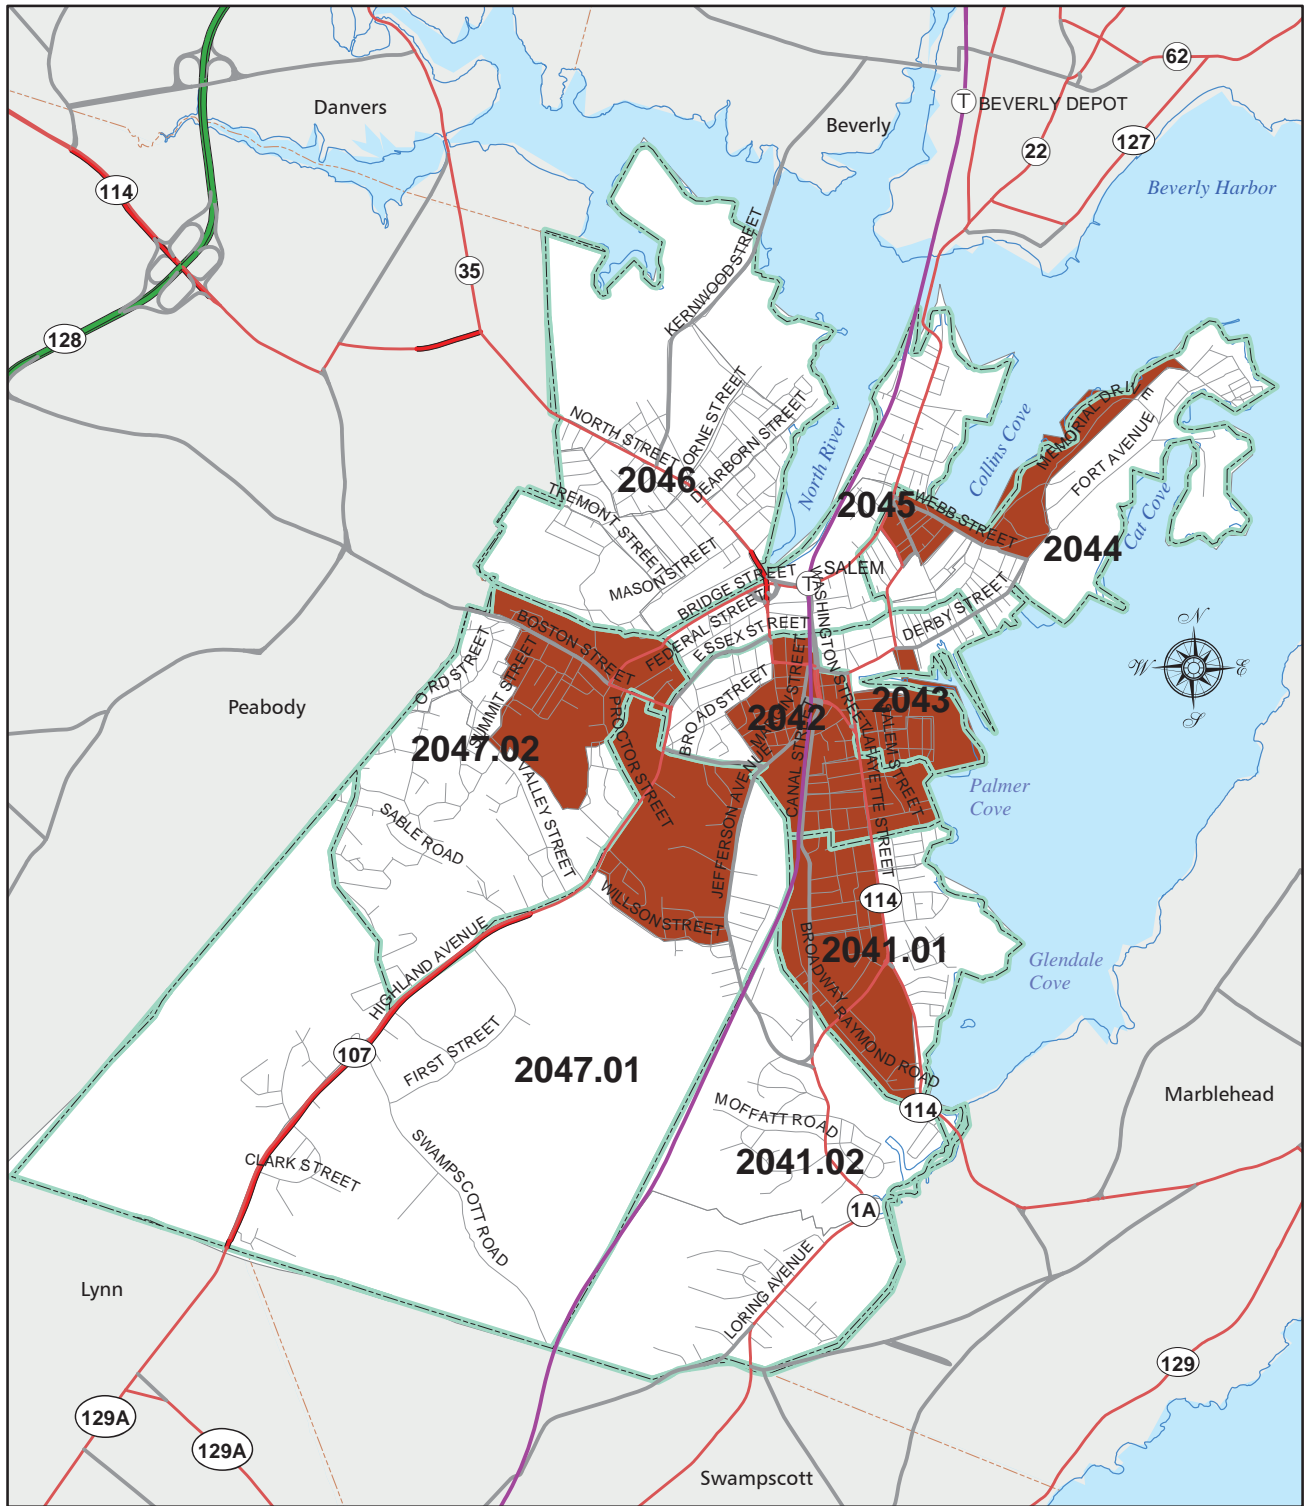 62
Danvers
T BEVERLY DEPOT
Beverly
22
127
114
Beverly Harbor
KERNWOOD STREET
35
128
NORTH STREET
ORNE STREET
DEARBORN STREET
MEMORIAL DRIVE
FORT AVENUE
Collins Cove
North River
2046
TREMONT STREET
2045
WEBB STREET
Cat Cove
2044
MASON STREET
T SALEM
BRIDGE STREET
FEDERAL STREET
ESSEX STREET
WASHINGTON STREET
DERBY STREET
BOSTON STREET
N
W E
S
ORD STREET
SUMMIT STREET
BROAD STREET
Peabody
PROCTOR STREET
2042
2043
2047.02
CANAL STREET
LAFAYETTE STREET
SALEM STREET
VALLEY STREET
JEFFERSON AVENUE
Palmer
Cove
SABLE ROAD
WILLSON STREET
114
HIGHLAND AVENUE
BROADWAY
2041.01
Glendale
Cove
107
FIRST STREET
2047.01
RAYMOND ROAD
Marblehead
114
MOFFATT ROAD
CLARK STREET
SWAMPSCOTT ROAD
2041.02
1A
LORING AVENUE
Lynn
129
129A
129A
Swampscott